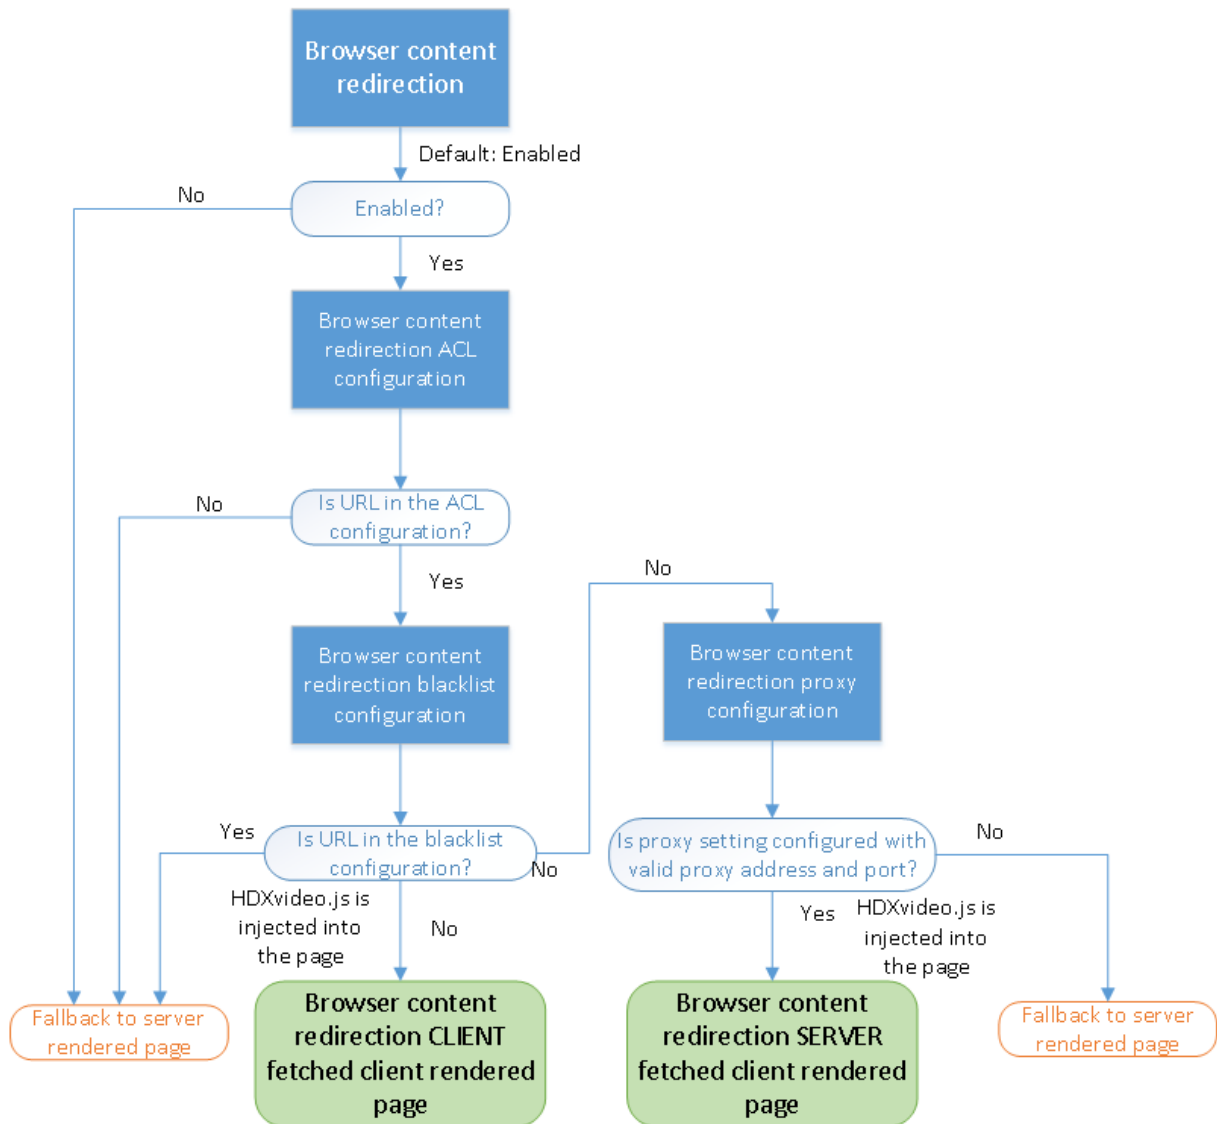 Browser content
redirection
Default: Enabled
No
Enabled?
Yes
Browser content
redirection ACL
configuration
No
Is URL in the ACL
configuration?
Yes
No
Browser content
redirection blacklist
configuration
Browser content
redirection proxy
configuration
Yes
Is URL in the blacklist
configuration?
No
Is proxy setting configured with
valid proxy address and port?
No
HDXvideo.js is
injected into
the page
No
Yes
HDXvideo.js is
injected into
the page
Fallback to server
rendered page
Browser content
redirection CLIENT
fetched client rendered
page
Browser content
redirection SERVER
fetched client rendered
page
Fallback to server
rendered page